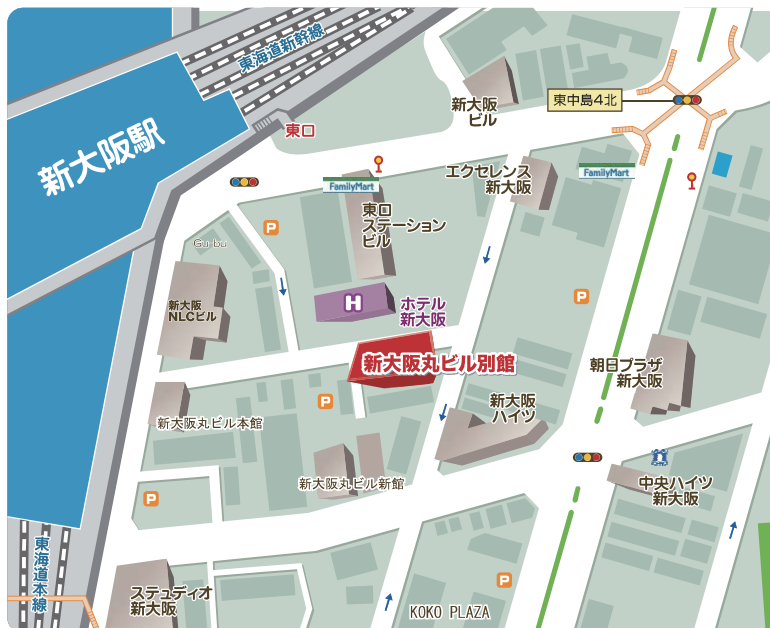 東海道新幹線
新大阪
ビル
東中島4北
新大阪駅
東口
エクセレンス
新大阪
FamilyMart
FamilyMart
東口
ステーション
ビル
P
Gu-bu
P
新大阪
NLCビル
H
ホテル
新大阪
新大阪丸ビル別館
朝日プラザ
新大阪
P
新大阪
ハイツ
新大阪丸ビル本館
中央ハイツ
新大阪
新大阪丸ビル新館
P
東海道本線
P
ステュディオ
新大阪
KOKO PLAZA